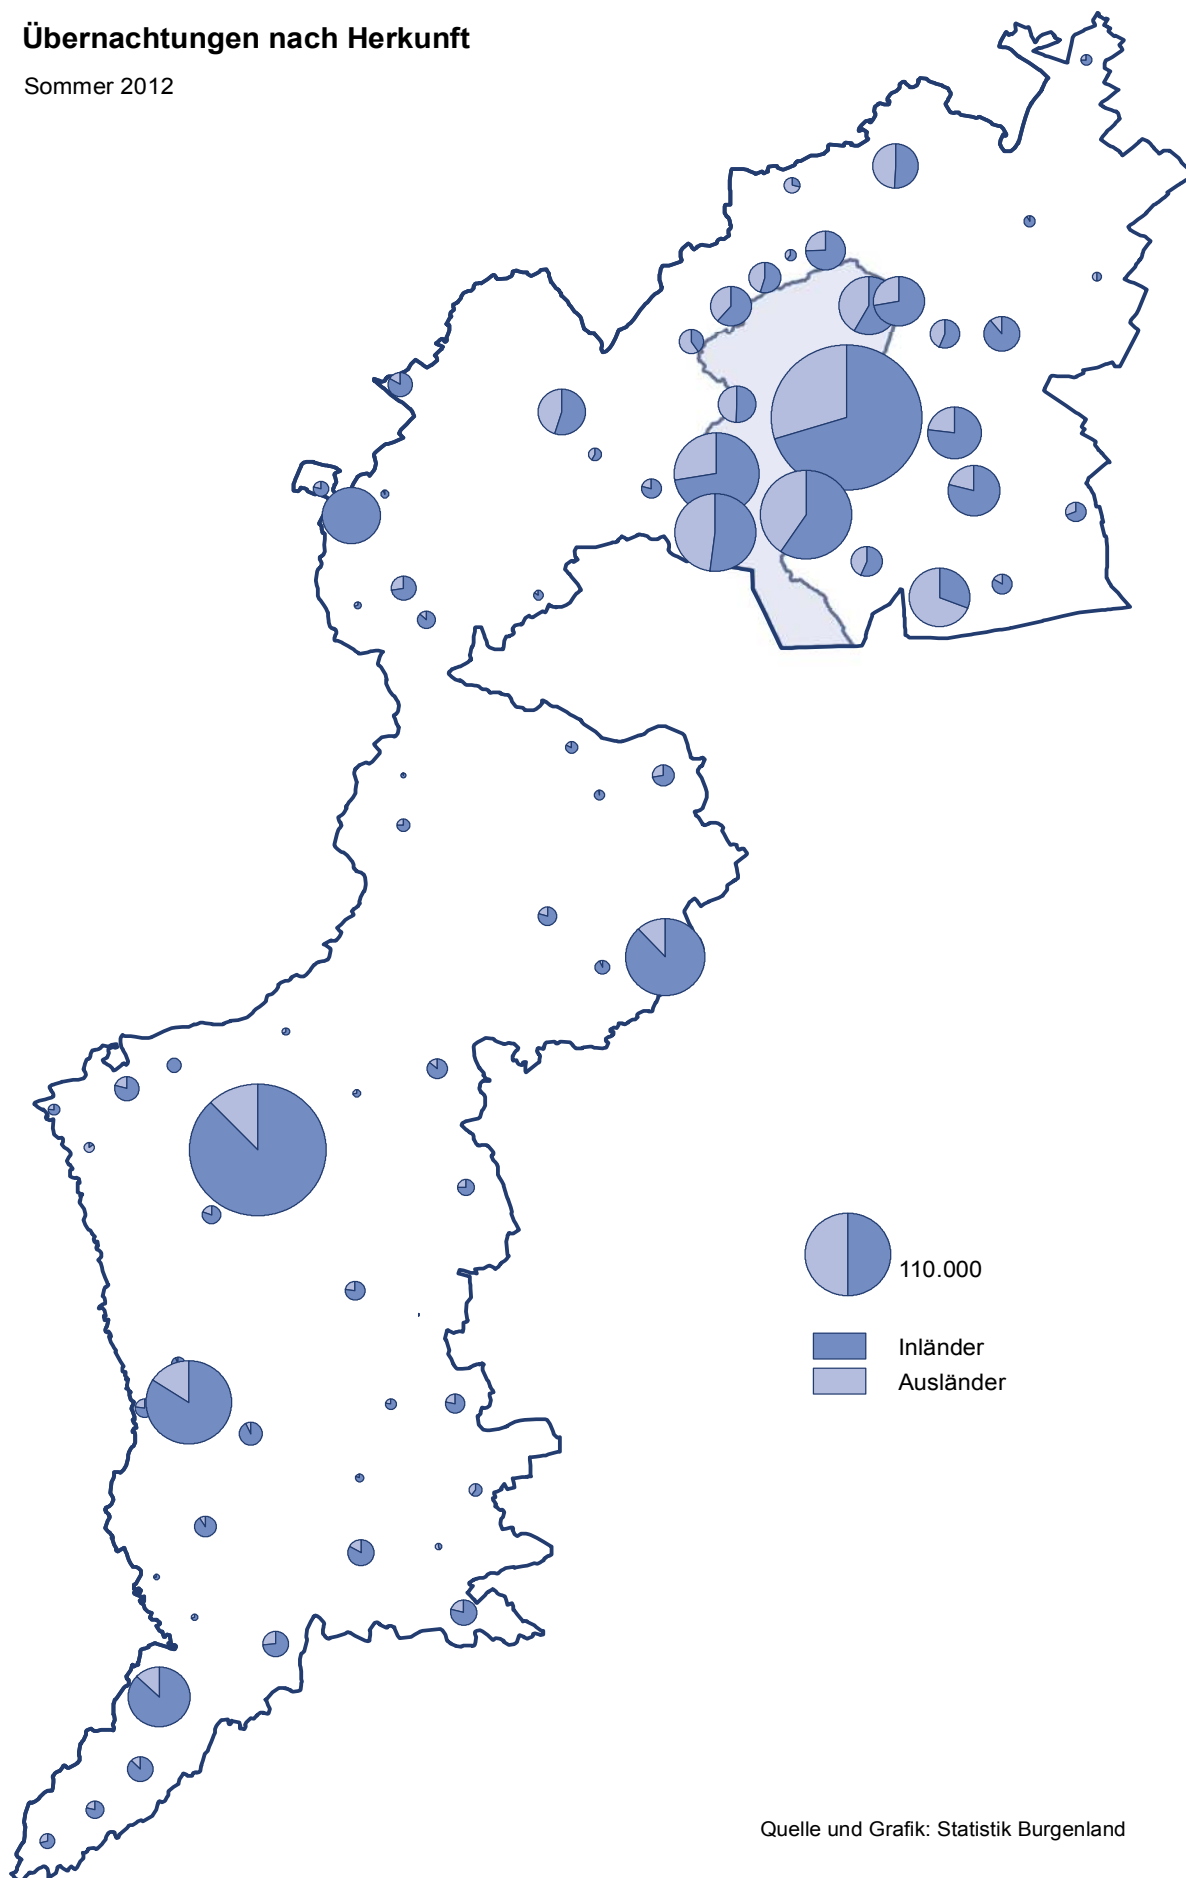 Übernachtungen nach Herkunft
Sommer 2012
110.000
Inländer
Ausländer
Quelle und Grafik: Statistik Burgenland